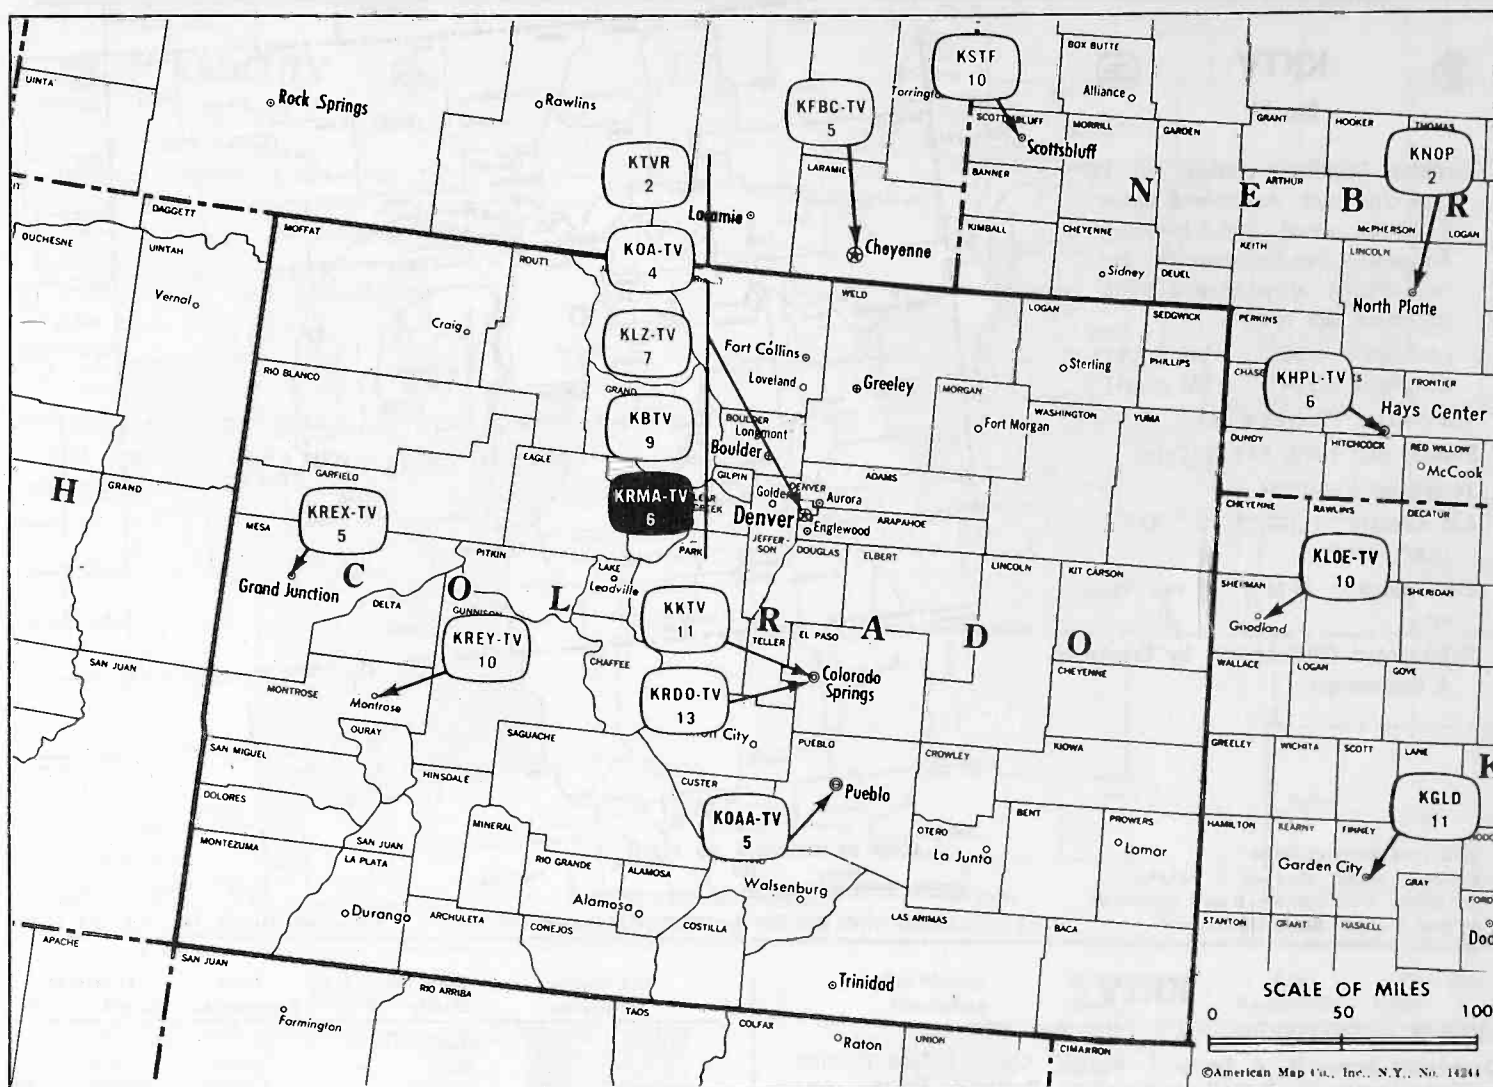 UINTA
Rock Springs
Rawlins
Torrington
KSTF
10
BOX BUTTE
Alliance
KFBC-TV
5
SCOTTSBLUFF
MORRILL
GARDEN
GRANT
HOOKER
THOMAS
Scottsbluff
KNOP
2
KTVR
2
LARAMIE
BANNER
N E B R
ARTHUR
McPHERSON
LOGAN
DAGGETT
Laramie
Cheyenne
KIMBALL
CHEYENNE
KEITH
LINCOLN
DUCHESNE
UINTAH
MOFFAT
ROUTT
KOA-TV
4
Sidney
DEUEL
North Platte
Vernal
Craig
WELD
LOGAN
SEDGWICK
PERKINS
KLZ-TV
7
Fort Collins
Loveland
Greeley
Sterling
PHILLIPS
CHASE
KHPL-TV
6
FRONTIER
RIO BLANCO
GRAND
MORGAN
WASHINGTON
YUMA
Hays Center
KBTV
9
BOULDER
Longmont
Boulder
Fort Morgan
DUNDY
HITCHCOCK
RED WILLOW
McCook
EAGLE
GARFIELD
GILPIN
DENVER
ADAMS
H
GRAND
KREX-TV
5
KRMA-TV
6
CREEK
Golden
Aurora
Denver
Englewood
ARAPAHOE
CHEYENNE
RAWLINS
DECATUR
MESA
PITKIN
PARK
JEFFER-
SON
DOUGLAS
ELBERT
LINCOLN
KIT CARSON
KLOE-TV
10
Grand Junction
LAKE
Leadville
SHERMAN
SHERIDAN
C O L R A D O
DELTA
GUNNISON
Goodland
KREY-TV
10
KKTV
11
TELLER
EL PASO
SAN JUAN
CHAFFEE
CHEYENNE
WALLACE
LOGAN
GOVE
MONTROSE
Montrose
KRDO-TV
13
Colorado
Springs
OURAY
SAGUACHE
City
PUEBLO
CROWLEY
KIOWA
GREELEY
WICHITA
SCOTT
LANE
K
SAN MIGUEL
HINSDALE
CUSTER
Pueblo
KGLD
11
DOLORES
KOAA-TV
5
MINERAL
OTERO
BENT
PROWERS
HAMILTON
KEARNY
FINNEY
MONTEZUMA
SAN JUAN
LA PLATA
RIO GRANDE
ALAMOSA
La Junta
Lamar
Garden City
GRAY
Walsenburg
Durango
ARCHULETA
Alamosa
CONEJOS
COSTILLA
LAS ANIMAS
BACA
STANTON
GRANT
HASKELL
FORD
APACHE
SAN JUAN
RIO ARRIBA
Trinidad
SCALE OF MILES
0 50 100
Farmington
TAOS
COLFAX
Raton
UNION
CIMARRON
©American Map Co., Inc., N.Y., No. 14244